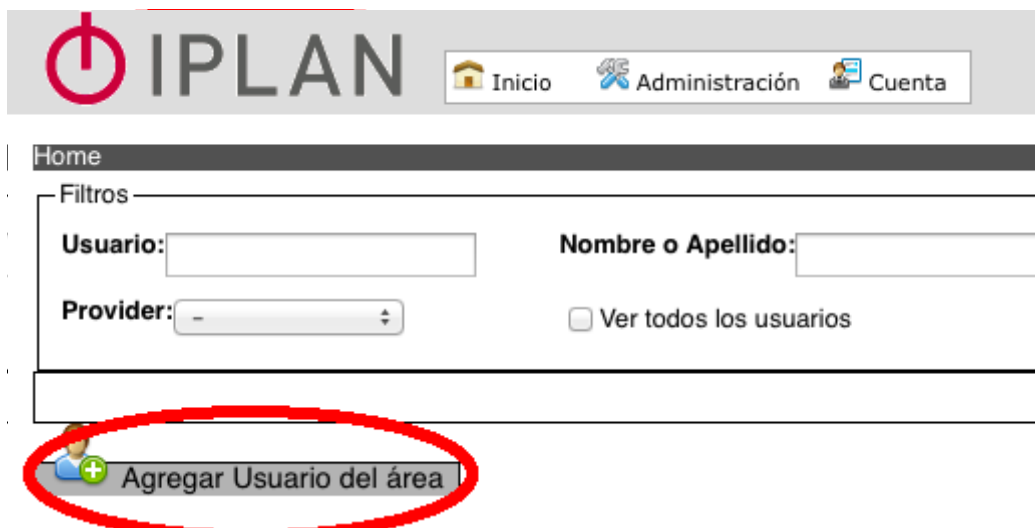 IPLAN
Inicio Administración Cuenta
Home
Filtros
Usuario: Nombre o Apellido:
Provider: - Ver todos los usuarios
Agregar Usuario del área